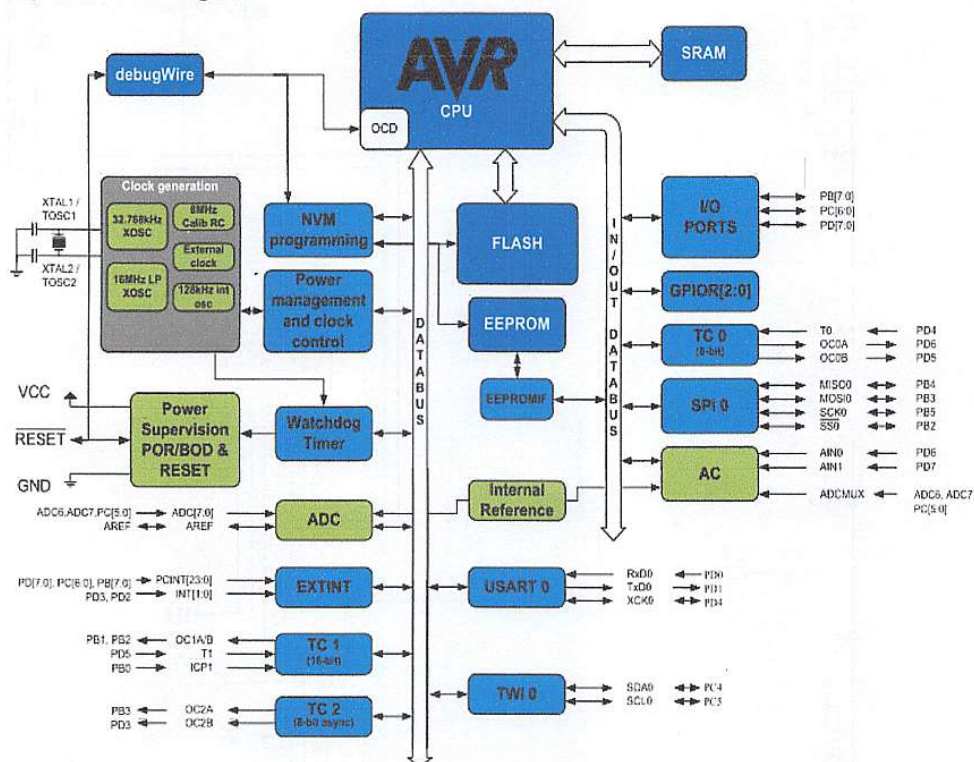 AVR
CPU
OCD
SRAM
debugWire
Clock generation
XTAL1 /
TOSC1
32.768kHz
XOSC
8MHz
Calib RC
External
clock
XTAL2 /
TOSC2
16MHz LP
XOSC
128kHz int
osc
NVM
programming
FLASH
Power
management
and clock
control
EEPROM
EEPROMIF
DATABUS
IN/OUT DATABUS
I/O
PORTS
PB[7:0]
PC[6:0]
PD[7:0]
GPIOR[2:0]
TC 0
(8-bit)
T0 PD4
OC0A PD6
OC0B PD5
SPI 0
MISO0 PB4
MOSI0 PB3
SCK0 PB5
SS0 PB2
AC
AIN0 PD6
AIN1 PD7
ADCMUX ADC6, ADC7
PC[5:0]
VCC
RESET
GND
Power
Supervision
POR/BOD &
RESET
Watchdog
Timer
Internal
Reference
ADC6,ADC7,PC[5:0] ADC[7:0]
AREF AREF
ADC
PD[7:0], PC[6:0], PB[7:0] PCINT[23:0]
PD3, PD2 INT[1:0]
EXTINT
USART 0
RxD0 PD0
TxD0 PD1
XCK0 PD4
PB1, PB2 OC1A/B
PD5 T1
PB0 ICP1
TC 1
(16-bit)
TWI 0
SDA0 PC4
SCL0 PC5
PB3 OC2A
PD3 OC2B
TC 2
(8-bit async)